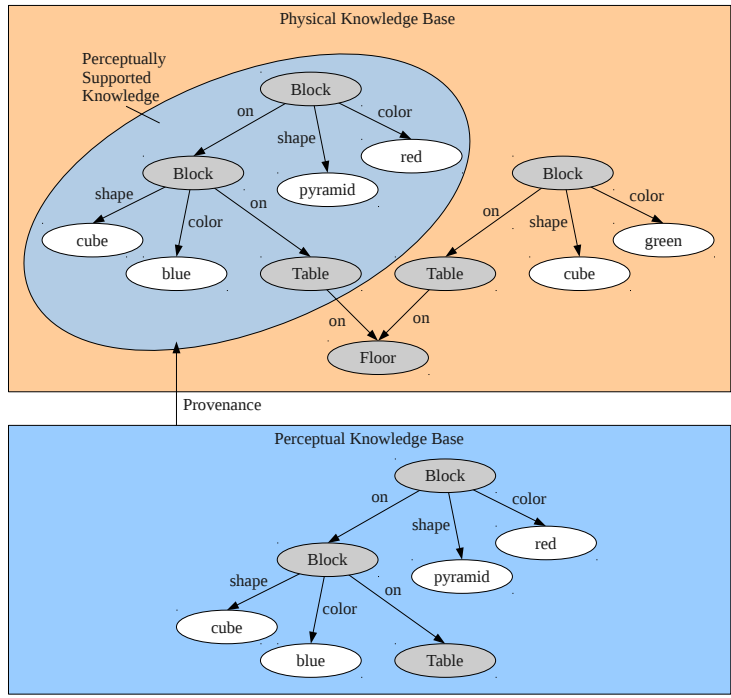 Physical Knowledge Base
Perceptually
Supported
Knowledge
Block
on
shape
color
red
pyramid
Block
shape
color
on
cube
blue
Table
on
Block
on
shape
color
green
cube
Table
on
Floor
Provenance
Perceptual Knowledge Base
Block
on
shape
color
red
pyramid
Block
shape
color
on
cube
blue
Table